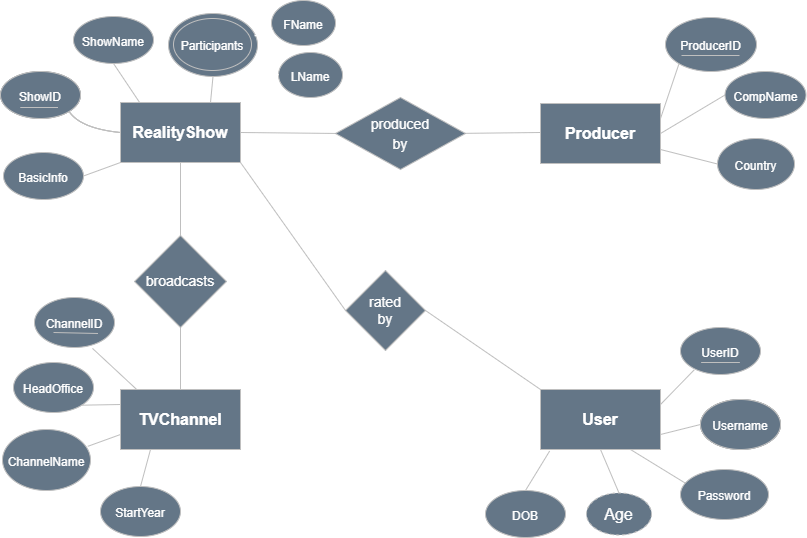 FName
ShowName
Participants
ProducerID
LName
ShowID
CompName
RealityShow
produced
by
Producer
Country
BasicInfo
broadcasts
rated
by
ChannelID
UserID
HeadOffice
TVChannel
User
Username
ChannelName
Password
StartYear
DOB
Age